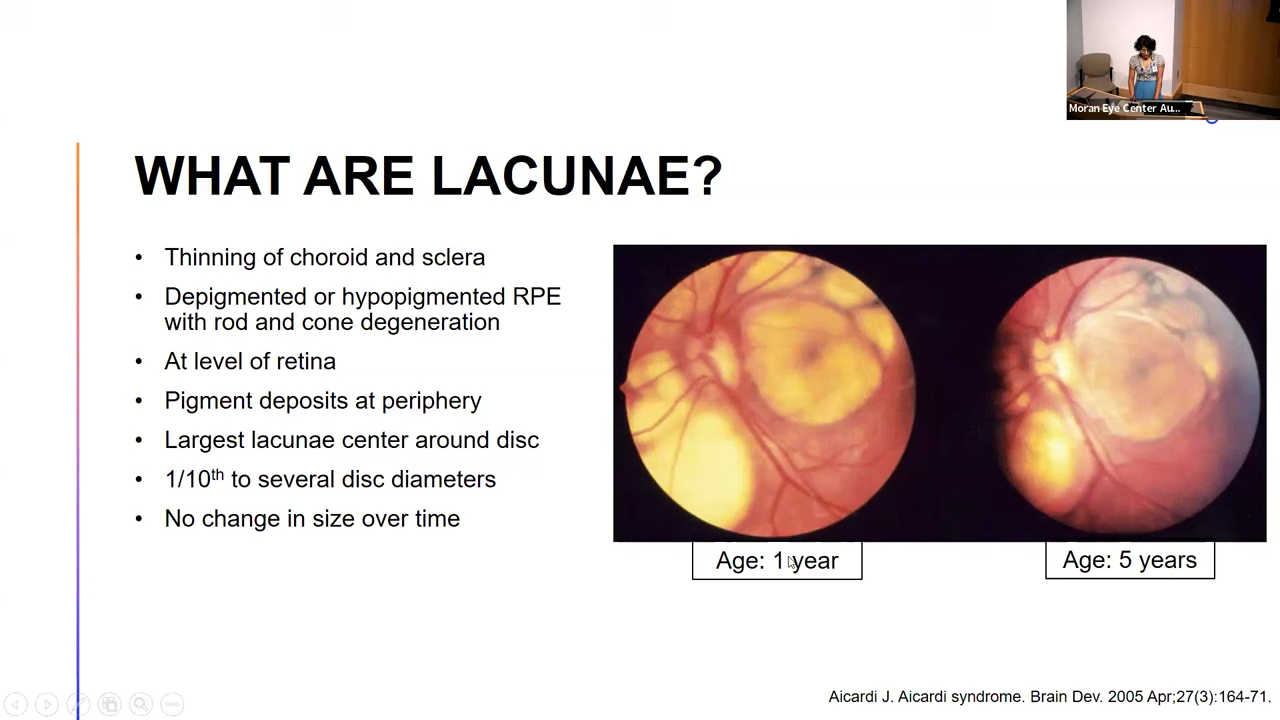 Moran Eye Center Au...
WHAT ARE LACUNAE?
• Thinning of choroid and sclera
• Depigmented or hypopigmented RPE
with rod and cone degeneration
• At level of retina
• Pigment deposits at periphery
• Largest lacunae center around disc
• 1/10th to several disc diameters
• No change in size over time
Age: 1 year
Age: 5 years
Aicardi J. Aicardi syndrome. Brain Dev. 2005 Apr;27(3):164-71.